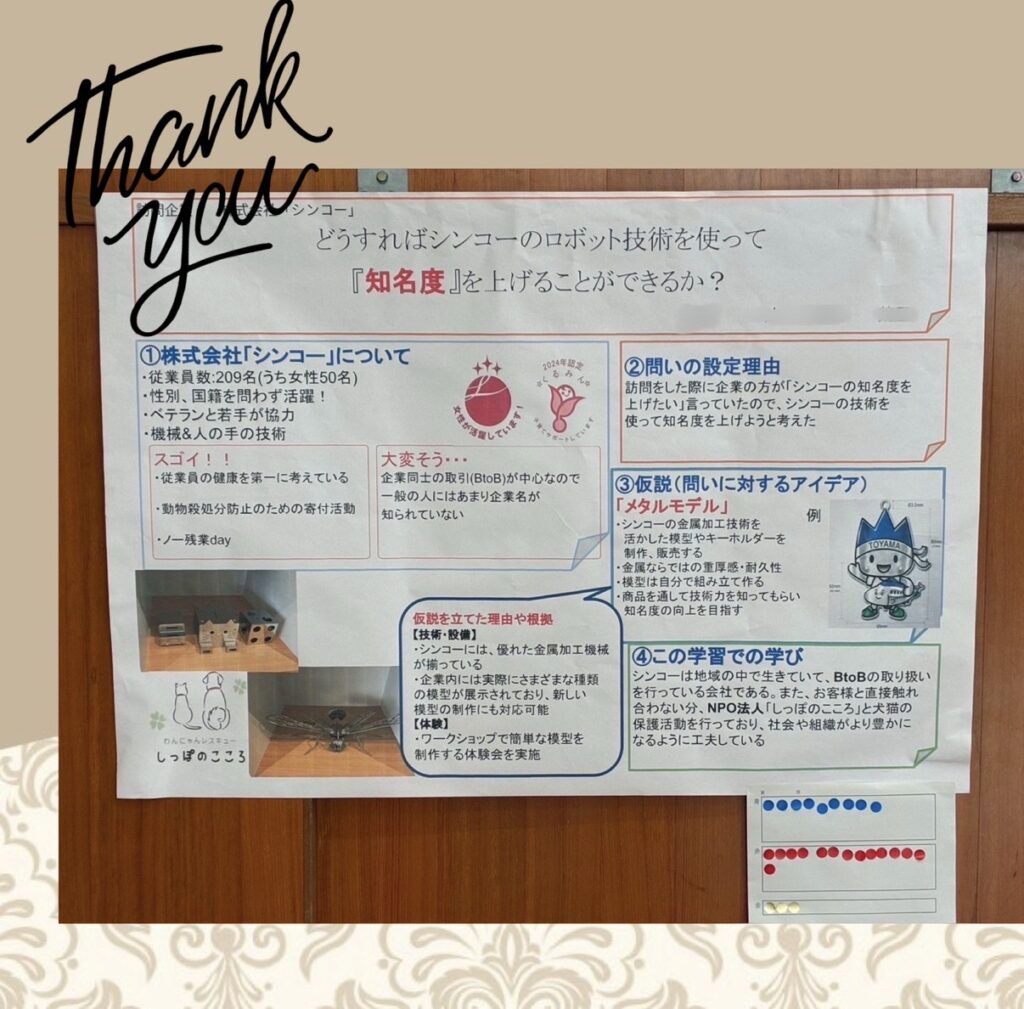 Thank
you
「シンコー」
どうすればシンコーのロボット技術を使って
『知名度』を上げることができるか？
①株式会社「シンコー」について
・従業員数:209名(うち女性50名)
・性別、国籍を問わず活躍！
・ベテランと若手が協力
・機械&人の手の技術
女性が活躍しています！
2024年認定
くるみん
子育てサポートしています
スゴイ！！
・従業員の健康を第一に考えている
・動物殺処分防止のための寄付活動
・ノー残業day
大変そう・・・
企業同士の取引(BtoB)が中心なので
一般の人にはあまり企業名が
知られていない
②問いの設定理由
訪問をした際に企業の方が「シンコーの知名度を
上げたい」言っていたので、シンコーの技術を
使って知名度を上げようと考えた
③仮説（問いに対するアイデア）
「メタルモデル」
・シンコーの金属加工技術を
活かした模型やキーホルダーを
制作、販売する
・金属ならではの重厚感・耐久性
・模型は自分で組み立て作る
・商品を通して技術力を知ってもらい
知名度の向上を目指す
例
TOYAMA
仮説を立てた理由や根拠
【技術・設備】
・シンコーには、優れた金属加工機械
が揃っている
・企業内には実際にさまざまな種類
の模型が展示されており、新しい
模型の制作にも対応可能
【体験】
・ワークショップで簡単な模型を
制作する体験会を実施
④この学習での学び
シンコーは地域の中で生きていて、BtoBの取り扱い
を行っている会社である。また、お客様と直接触れ
合わない分、NPO法人「しっぽのこころ」と犬猫の
保護活動を行っており、社会や組織がより豊かに
なるように工夫している
わんにゃんレスキュー
しっぽのこころ